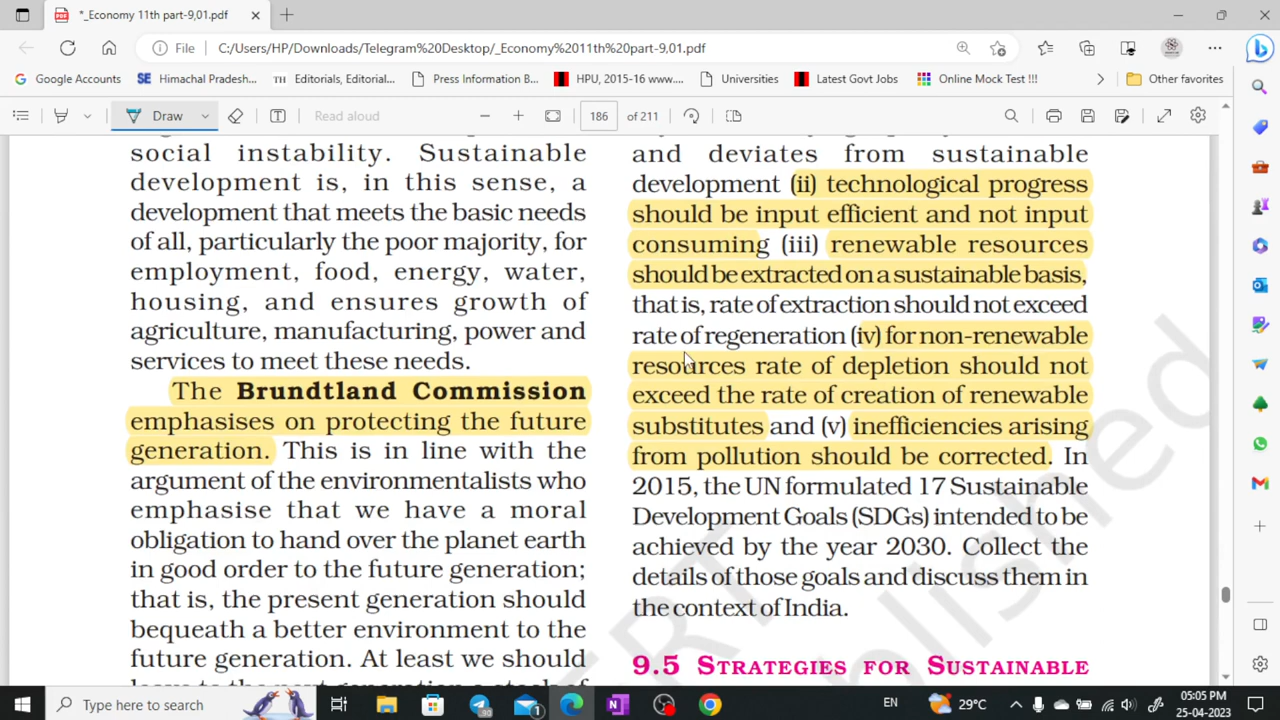 *_Economy 11th part-9,01.pdf
File C:/Users/HP/Downloads/Telegram%20Desktop/_Economy%2011th%20part-9,01.pdf
Google Accounts Himachal Pradesh... Editorials, Editorial... Press Information B... HPU, 2015-16 www.... Universities Latest Govt Jobs Online Mock Test !!! Other favorites
Draw Read aloud 186 of 211
social instability. Sustainable
development is, in this sense, a
development that meets the basic needs
of all, particularly the poor majority, for
employment, food, energy, water,
housing, and ensures growth of
agriculture, manufacturing, power and
services to meet these needs.
The Brundtland Commission
emphasises on protecting the future
generation. This is in line with the
argument of the environmentalists who
emphasise that we have a moral
obligation to hand over the planet earth
in good order to the future generation;
that is, the present generation should
bequeath a better environment to the
future generation. At least we should
and deviates from sustainable
development (ii) technological progress
should be input efficient and not input
consuming (iii) renewable resources
should be extracted on a sustainable basis,
that is, rate of extraction should not exceed
rate of regeneration (iv) for non-renewable
resources rate of depletion should not
exceed the rate of creation of renewable
substitutes and (v) inefficiencies arising
from pollution should be corrected. In
2015, the UN formulated 17 Sustainable
Development Goals (SDGs) intended to be
achieved by the year 2030. Collect the
details of those goals and discuss them in
the context of India.
9.5 STRATEGIES FOR SUSTAINABLE
Type here to search
EN 29°C 05:05 PM
25-04-2023